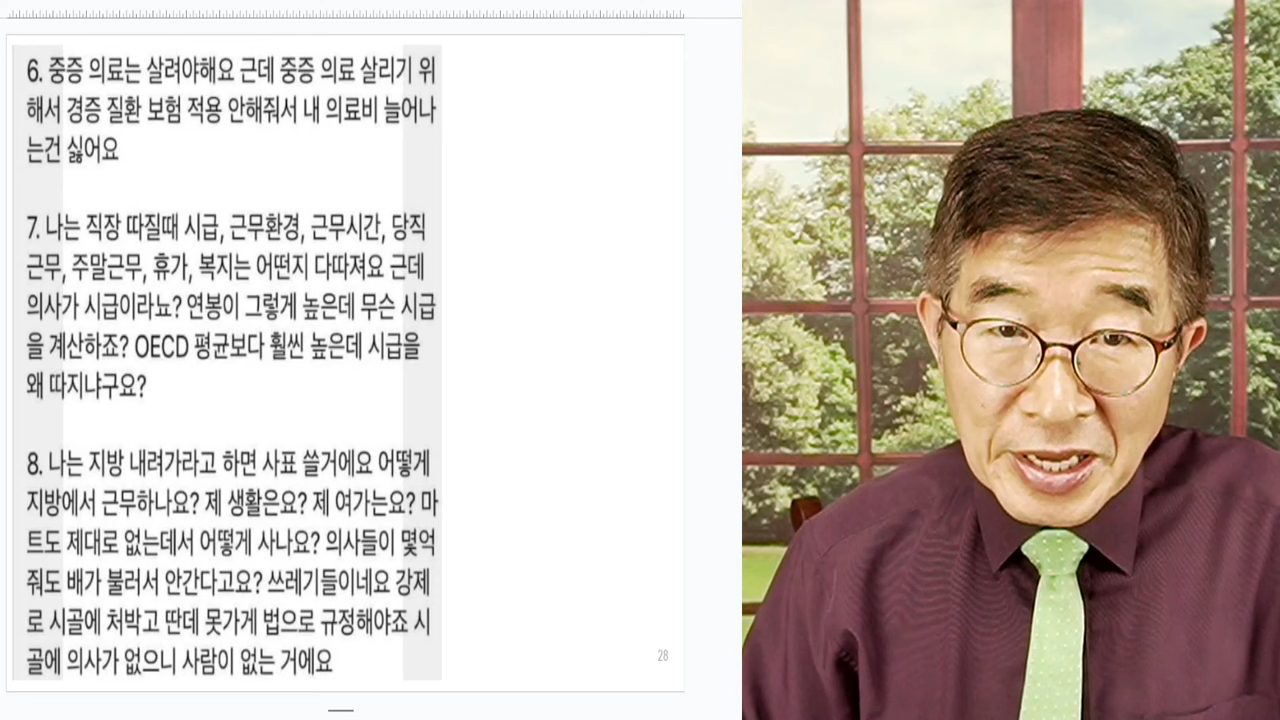 6. 중증 의료는 살려야해요 근데 중증 의료 살리기 위
해서 경증 질환 보험 적용 안해줘서 내 의료비 늘어나
는건 싫어요
7. 나는 직장 따질때 시급, 근무환경, 근무시간, 당직
근무, 주말근무, 휴가, 복지는 어떤지 다따져요 근데
의사가 시급이라뇨? 연봉이 그렇게 높은데 무슨 시급
을 계산하죠? OECD 평균보다 훨씬 높은데 시급을
왜 따지냐구요?
8. 나는 지방 내려가라고 하면 사표 쓸거에요 어떻게
지방에서 근무하나요? 제 생활은요? 제 여가는요? 마
트도 제대로 없는데서 어떻게 사나요? 의사들이 몇억
줘도 배가 불러서 안간다고요? 쓰레기들이네요 강제
로 시골에 처박고 딴데 못가게 법으로 규정해야죠 시
골에 의사가 없으니 사람이 없는 거에요
28